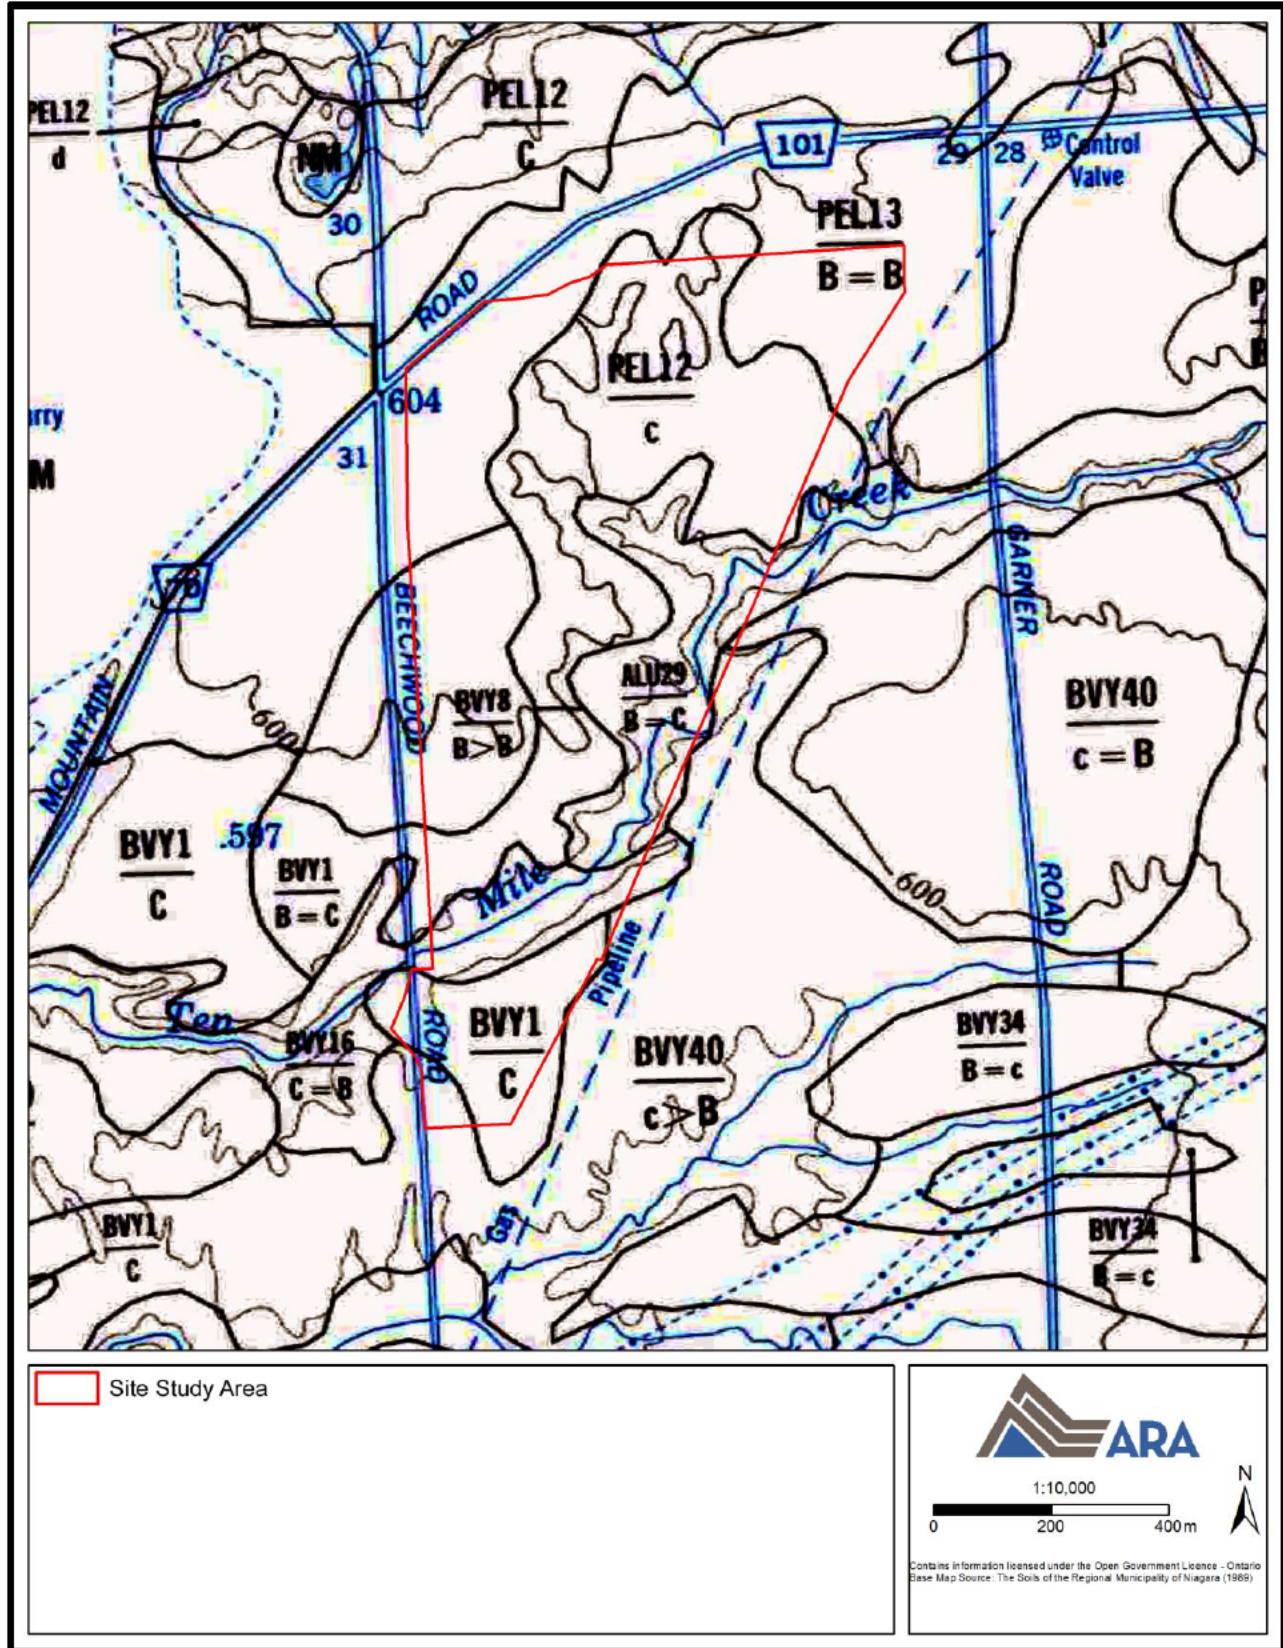 PEL12
C
PEL12
d
NM
101
29
28
Control
Valve
30
PEL13
B = B
ROAD
PEL12
c
604
31
M
Creek
70
GARNER
BEECHWOOD
ALU29
B = C
BVY8
B > B
BVY40
c = B
600
MOUNTAIN
BVY1
C
.597
BVY1
B = C
Mile
600
ROAD
Pipeline
Ten
BVY16
C = B
ROAD
BVY1
C
BVY40
c > B
BVY34
B = c
Gas
BVY1
C
BVY34
B = c
Site Study Area
ARA
1:10,000
N
0 200 400 m
Contains information licensed under the Open Government Licence - Ontario
Base Map Source: The Soils of the Regional Municipality of Niagara (1989)